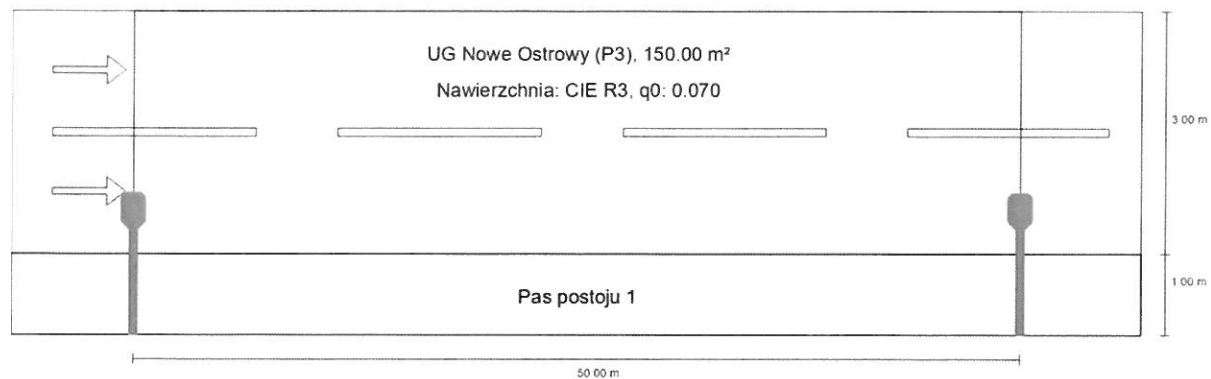 UG Nowe Ostrowy (P3), 150.00 m²
Nawierzchnia: CIE R3, q0: 0.070
3 00 m
Pas postoju 1
1 00 m
50 00 m